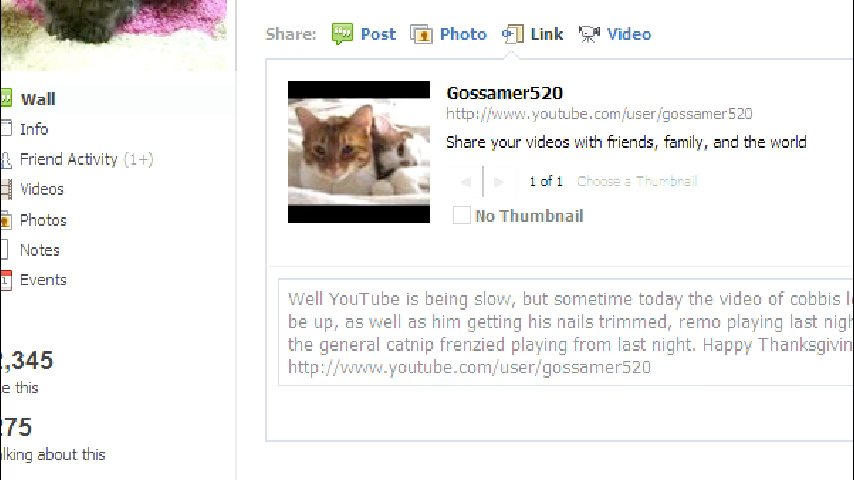 Share: Post Photo Link Video
Wall
Info
Friend Activity (1+)
Videos
Photos
Notes
Events
2,345
this
275
about this
Gossamer520
http://www.youtube.com/user/gossamer520
Share your videos with friends, family, and the world
1 of 1 Choose a Thumbnail
No Thumbnail
Well YouTube is being slow, but sometime today the video of cobbis
be up, as well as him getting his nails trimmed, remo playing last
the general catnip frenzied playing from last night. Happy
http://www.youtube.com/user/gossamer520